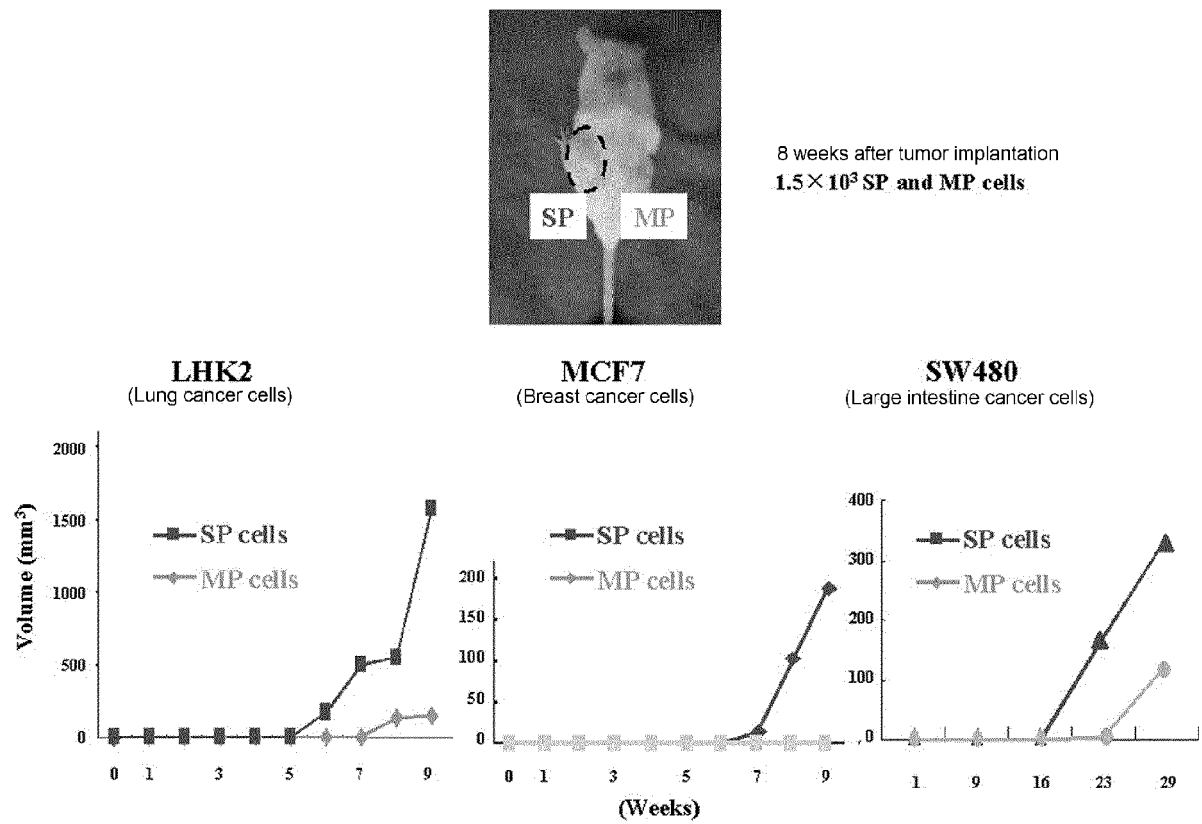 8 weeks after tumor implantation
1.5×10³ SP and MP cells
SP
MP
LHK2
(Lung cancer cells)
MCF7
(Breast cancer cells)
SW480
(Large intestine cancer cells)
Volume (mm³)
2000
1500
1000
500
0
SP cells
MP cells
0 1 3 5 7 9
200
150
100
50
0
SP cells
MP cells
0 1 3 5 7 9
(Weeks)
400
300
200
100
0
SP cells
MP cells
1 9 16 23 29